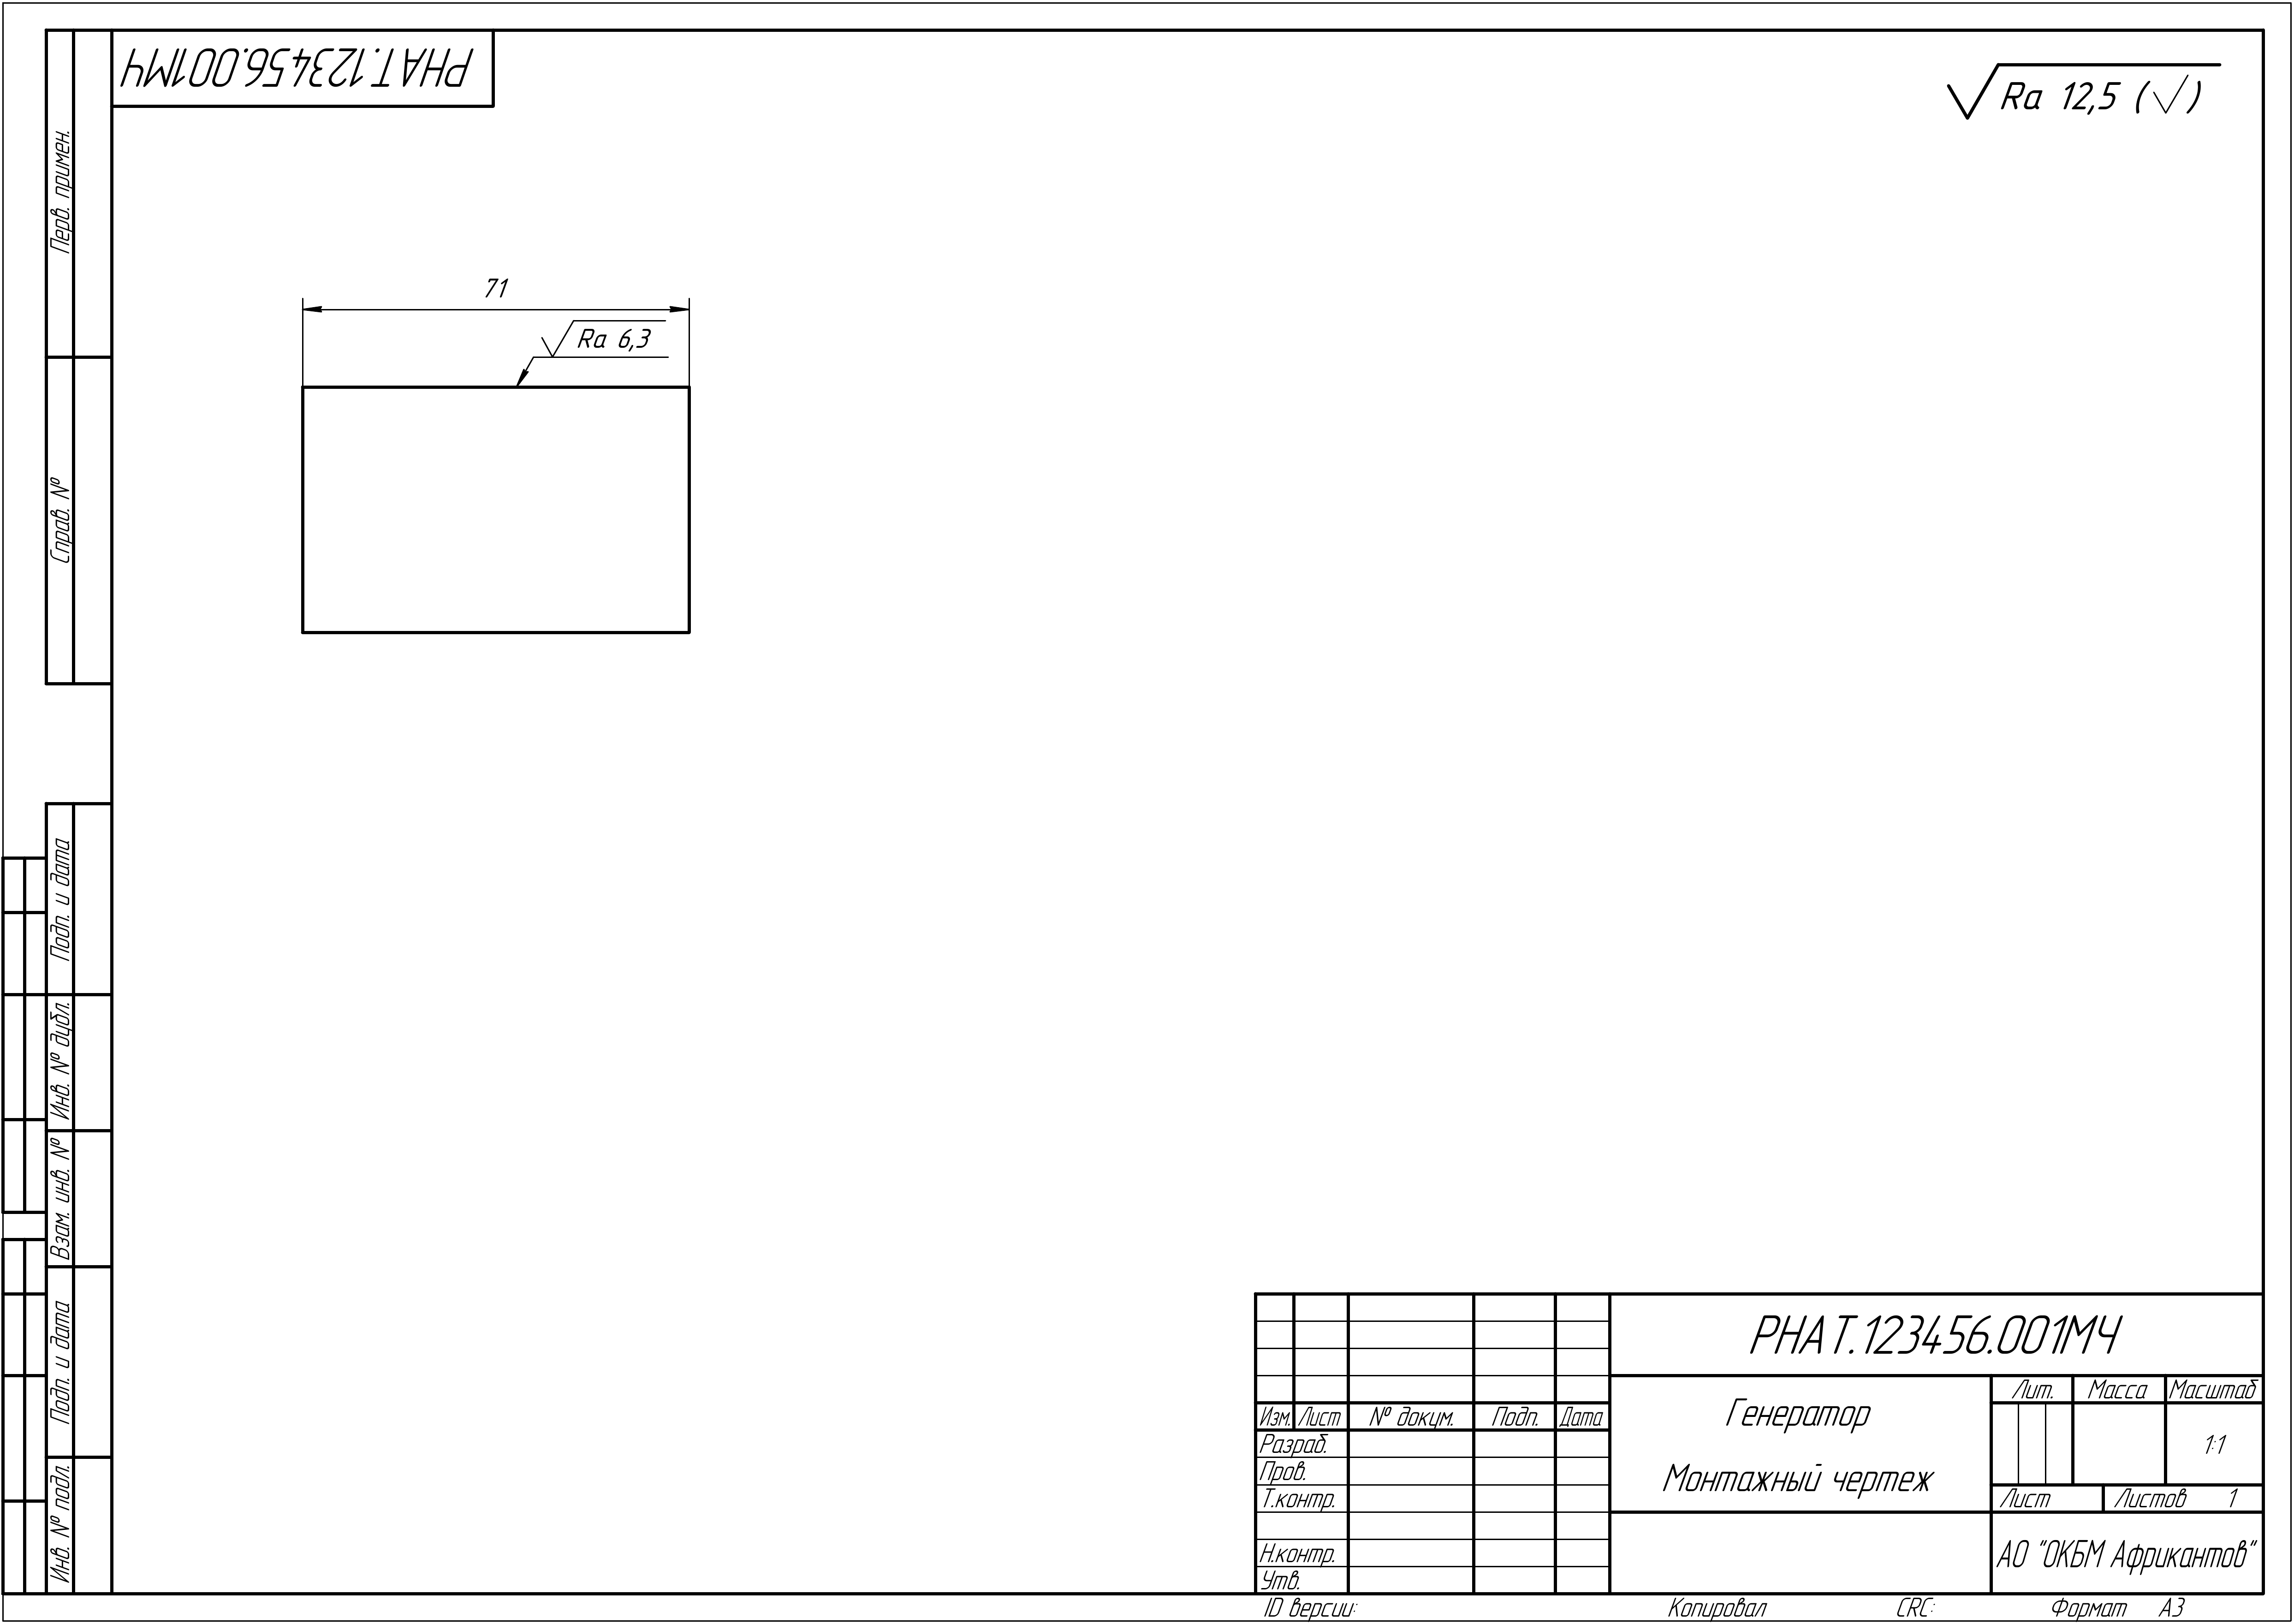 РНАТ.123456.001МЧ
Ra 12,5 (√)
Перв. примен.
71
Ra 6,3
Справ. №
Подп. и дата
Инв. № дубл.
Взам. инв. №
Подп. и дата
Инв. № подл.
РНАТ.123456.001МЧ
Изм. Лист № докум. Подп. Дата
Разраб.
Пров.
Т.контр.
Н.контр.
Утв.
Генератор
Монтажный чертеж
Лит. Масса Масштаб
1:1
Лист Листов 1
АО "ОКБМ Африкантов"
ID версии: Копировал CRC: Формат А3